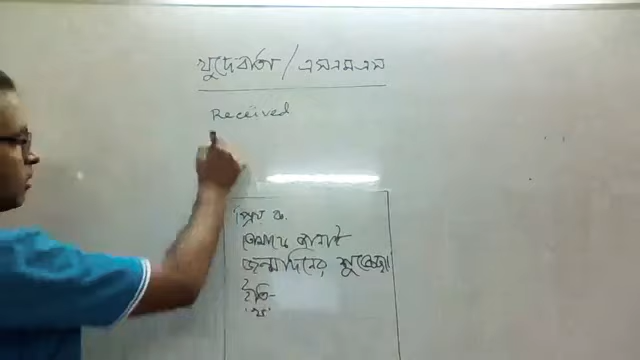 খুদেবার্তা / এসএমএস
Received
প্রিয় ক,
তোমাকে জানাই
জন্মদিনের শুভেচ্ছা
ইতি-
'খ'